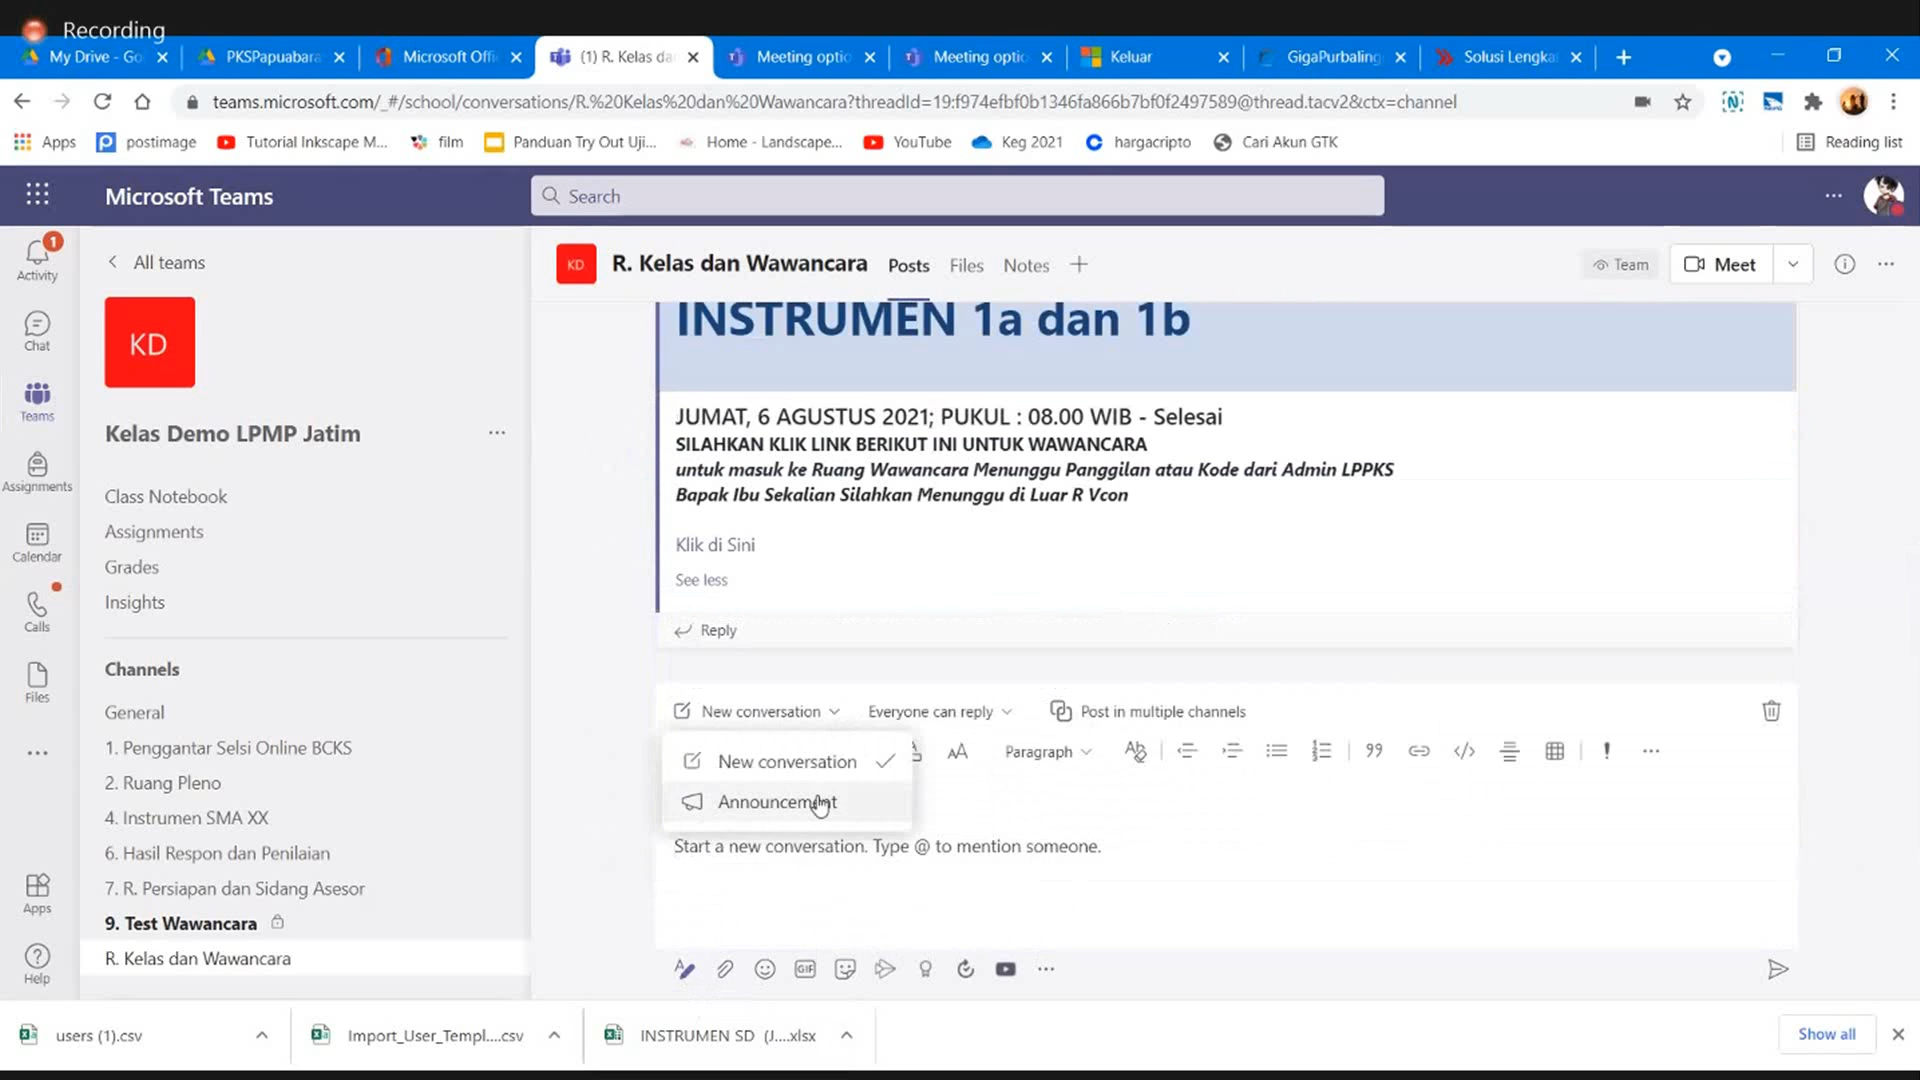 Recording
My Drive - Go
PKSPapuabara
Microsoft Offi
(1) R. Kelas da
Meeting optio
Meeting optio
Keluar
GigaPurbaling
Solusi Lengka
teams.microsoft.com/_#/school/conversations/R.%20Kelas%20dan%20Wawancara?threadId=19:f974efbf0b1346fa866b7bf0f2497589@thread.tacv2&ctx=channel
Apps
postimage
Tutorial Inkscape M...
film
Panduan Try Out Uji...
Home - Landscape...
YouTube
Keg 2021
hargacripto
Cari Akun GTK
Reading list
Microsoft Teams
Search
1
Activity
Chat
Teams
Assignments
Calendar
Calls
Files
Apps
Help
All teams
KD
Kelas Demo LPMP Jatim
Class Notebook
Assignments
Grades
Insights
Channels
General
1. Penggantar Selsi Online BCKS
2. Ruang Pleno
4. Instrumen SMA XX
6. Hasil Respon dan Penilaian
7. R. Persiapan dan Sidang Asesor
9. Test Wawancara
R. Kelas dan Wawancara
KD
R. Kelas dan Wawancara
Posts
Files
Notes
Team
Meet
INSTRUMEN 1a dan 1b
JUMAT, 6 AGUSTUS 2021; PUKUL : 08.00 WIB - Selesai
SILAHKAN KLIK LINK BERIKUT INI UNTUK WAWANCARA
untuk masuk ke Ruang Wawancara Menunggu Panggilan atau Kode dari Admin LPPKS
Bapak Ibu Sekalian Silahkan Menunggu di Luar R Vcon
Klik di Sini
See less
Reply
New conversation
Everyone can reply
Post in multiple channels
New conversation
Announcement
Paragraph
Start a new conversation. Type @ to mention someone.
GIF
users (1).csv
Import_User_Templ....csv
INSTRUMEN SD (J....xlsx
Show all